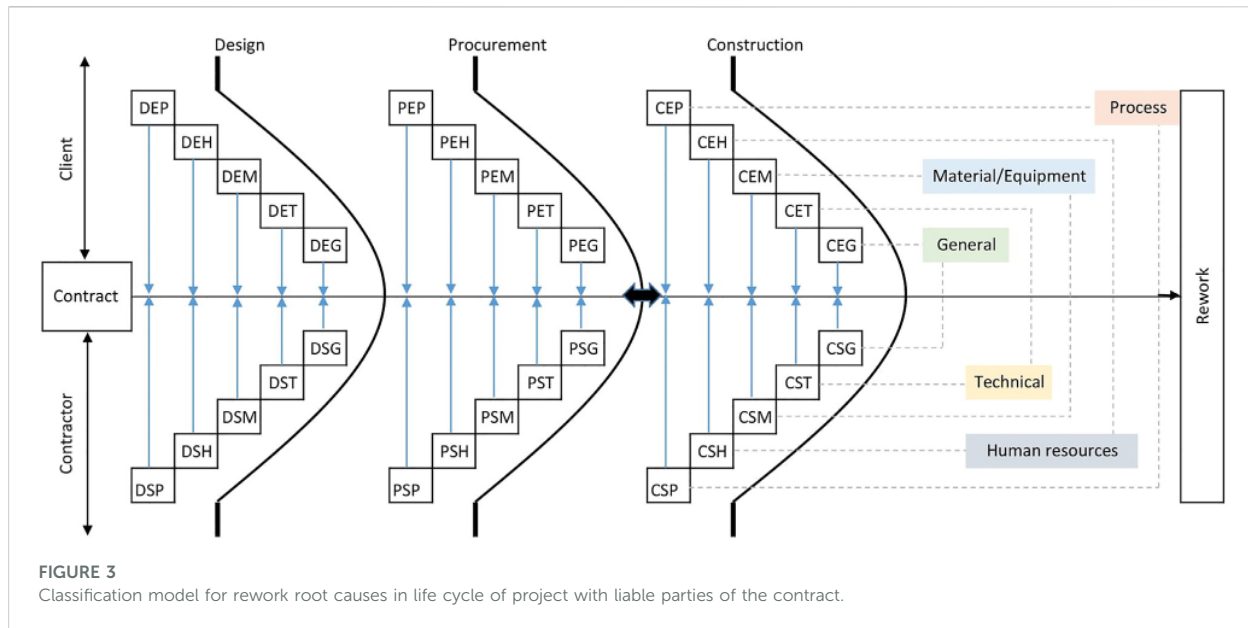 Design
Procurement
Construction
Client
Contract
Contractor
DEP
DEH
DEM
DET
DEG
DSG
DST
DSM
DSH
DSP
PEP
PEH
PEM
PET
PEG
PSG
PST
PSM
PSH
PSP
CEP
CEH
CEM
CET
CEG
CSG
CST
CSM
CSH
CSP
Process
Material/Equipment
General
Technical
Human resources
Rework
FIGURE 3
Classification model for rework root causes in life cycle of project with liable parties of the contract.